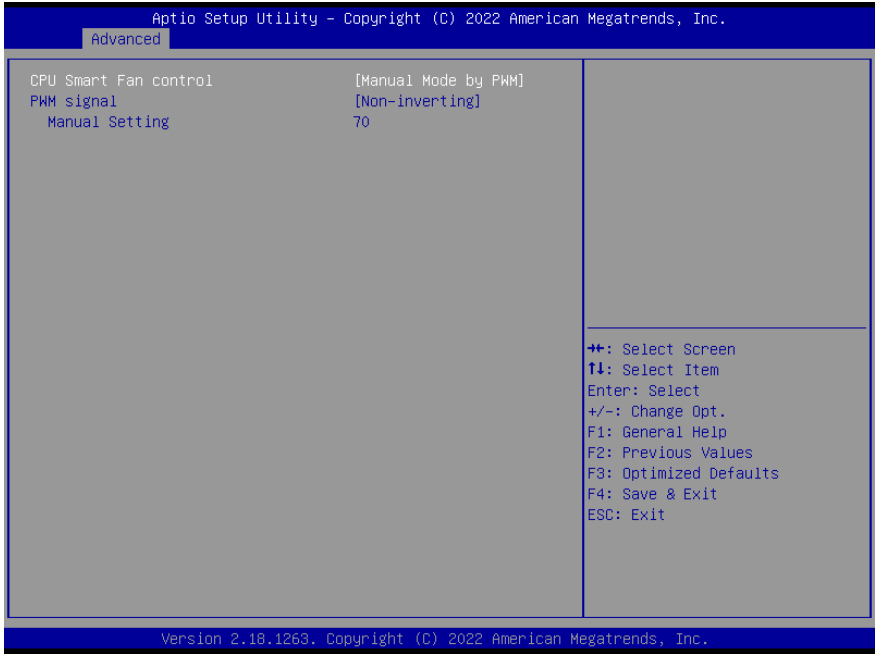 Aptio Setup Utility – Copyright (C) 2022 American Megatrends, Inc.
Advanced
CPU Smart Fan control [Manual Mode by PWM]
PWM signal [Non-inverting]
Manual Setting 70
→←: Select Screen
↑↓: Select Item
Enter: Select
+/-: Change Opt.
F1: General Help
F2: Previous Values
F3: Optimized Defaults
F4: Save & Exit
ESC: Exit
Version 2.18.1263. Copyright (C) 2022 American Megatrends, Inc.